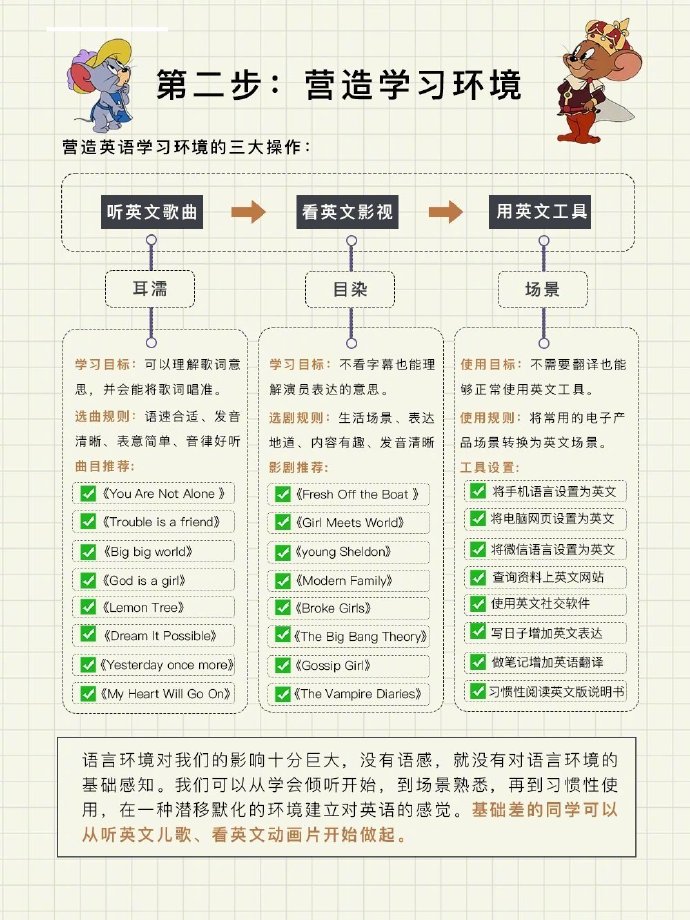 第二步：营造学习环境
营造英语学习环境的三大操作：
听英文歌曲
看英文影视
用英文工具
耳濡
目染
场景
学习目标：可以理解歌词意
思，并会能将歌词唱准。
选曲规则：语速合适、发音
清晰、表意简单、音律好听
曲目推荐：
《You Are Not Alone 》
《Trouble is a friend》
《Big big world》
《God is a girl》
《Lemon Tree》
《Dream It Possible》
《Yesterday once more》
《My Heart Will Go On》
学习目标：不看字幕也能理
解演员表达的意思。
选剧规则：生活场景、表达
地道、内容有趣、发音清晰
影剧推荐：
《Fresh Off the Boat 》
《Girl Meets World》
《young Sheldon》
《Modern Family》
《Broke Girls》
《The Big Bang Theory》
《Gossip Girl》
《The Vampire Diaries》
使用目标：不需要翻译也能
够正常使用英文工具。
使用规则：将常用的电子产
品场景转换为英文场景。
工具设置：
将手机语言设置为英文
将电脑网页设置为英文
将微信语言设置为英文
查询资料上英文网站
使用英文社交软件
写日子增加英文表达
做笔记增加英语翻译
习惯性阅读英文版说明书
语言环境对我们的影响十分巨大，没有语感，就没有对语言环境的
基础感知。我们可以从学会倾听开始，到场景熟悉，再到习惯性使
用，在一种潜移默化的环境建立对英语的感觉。基础差的同学可以
从听英文儿歌、看英文动画片开始做起。